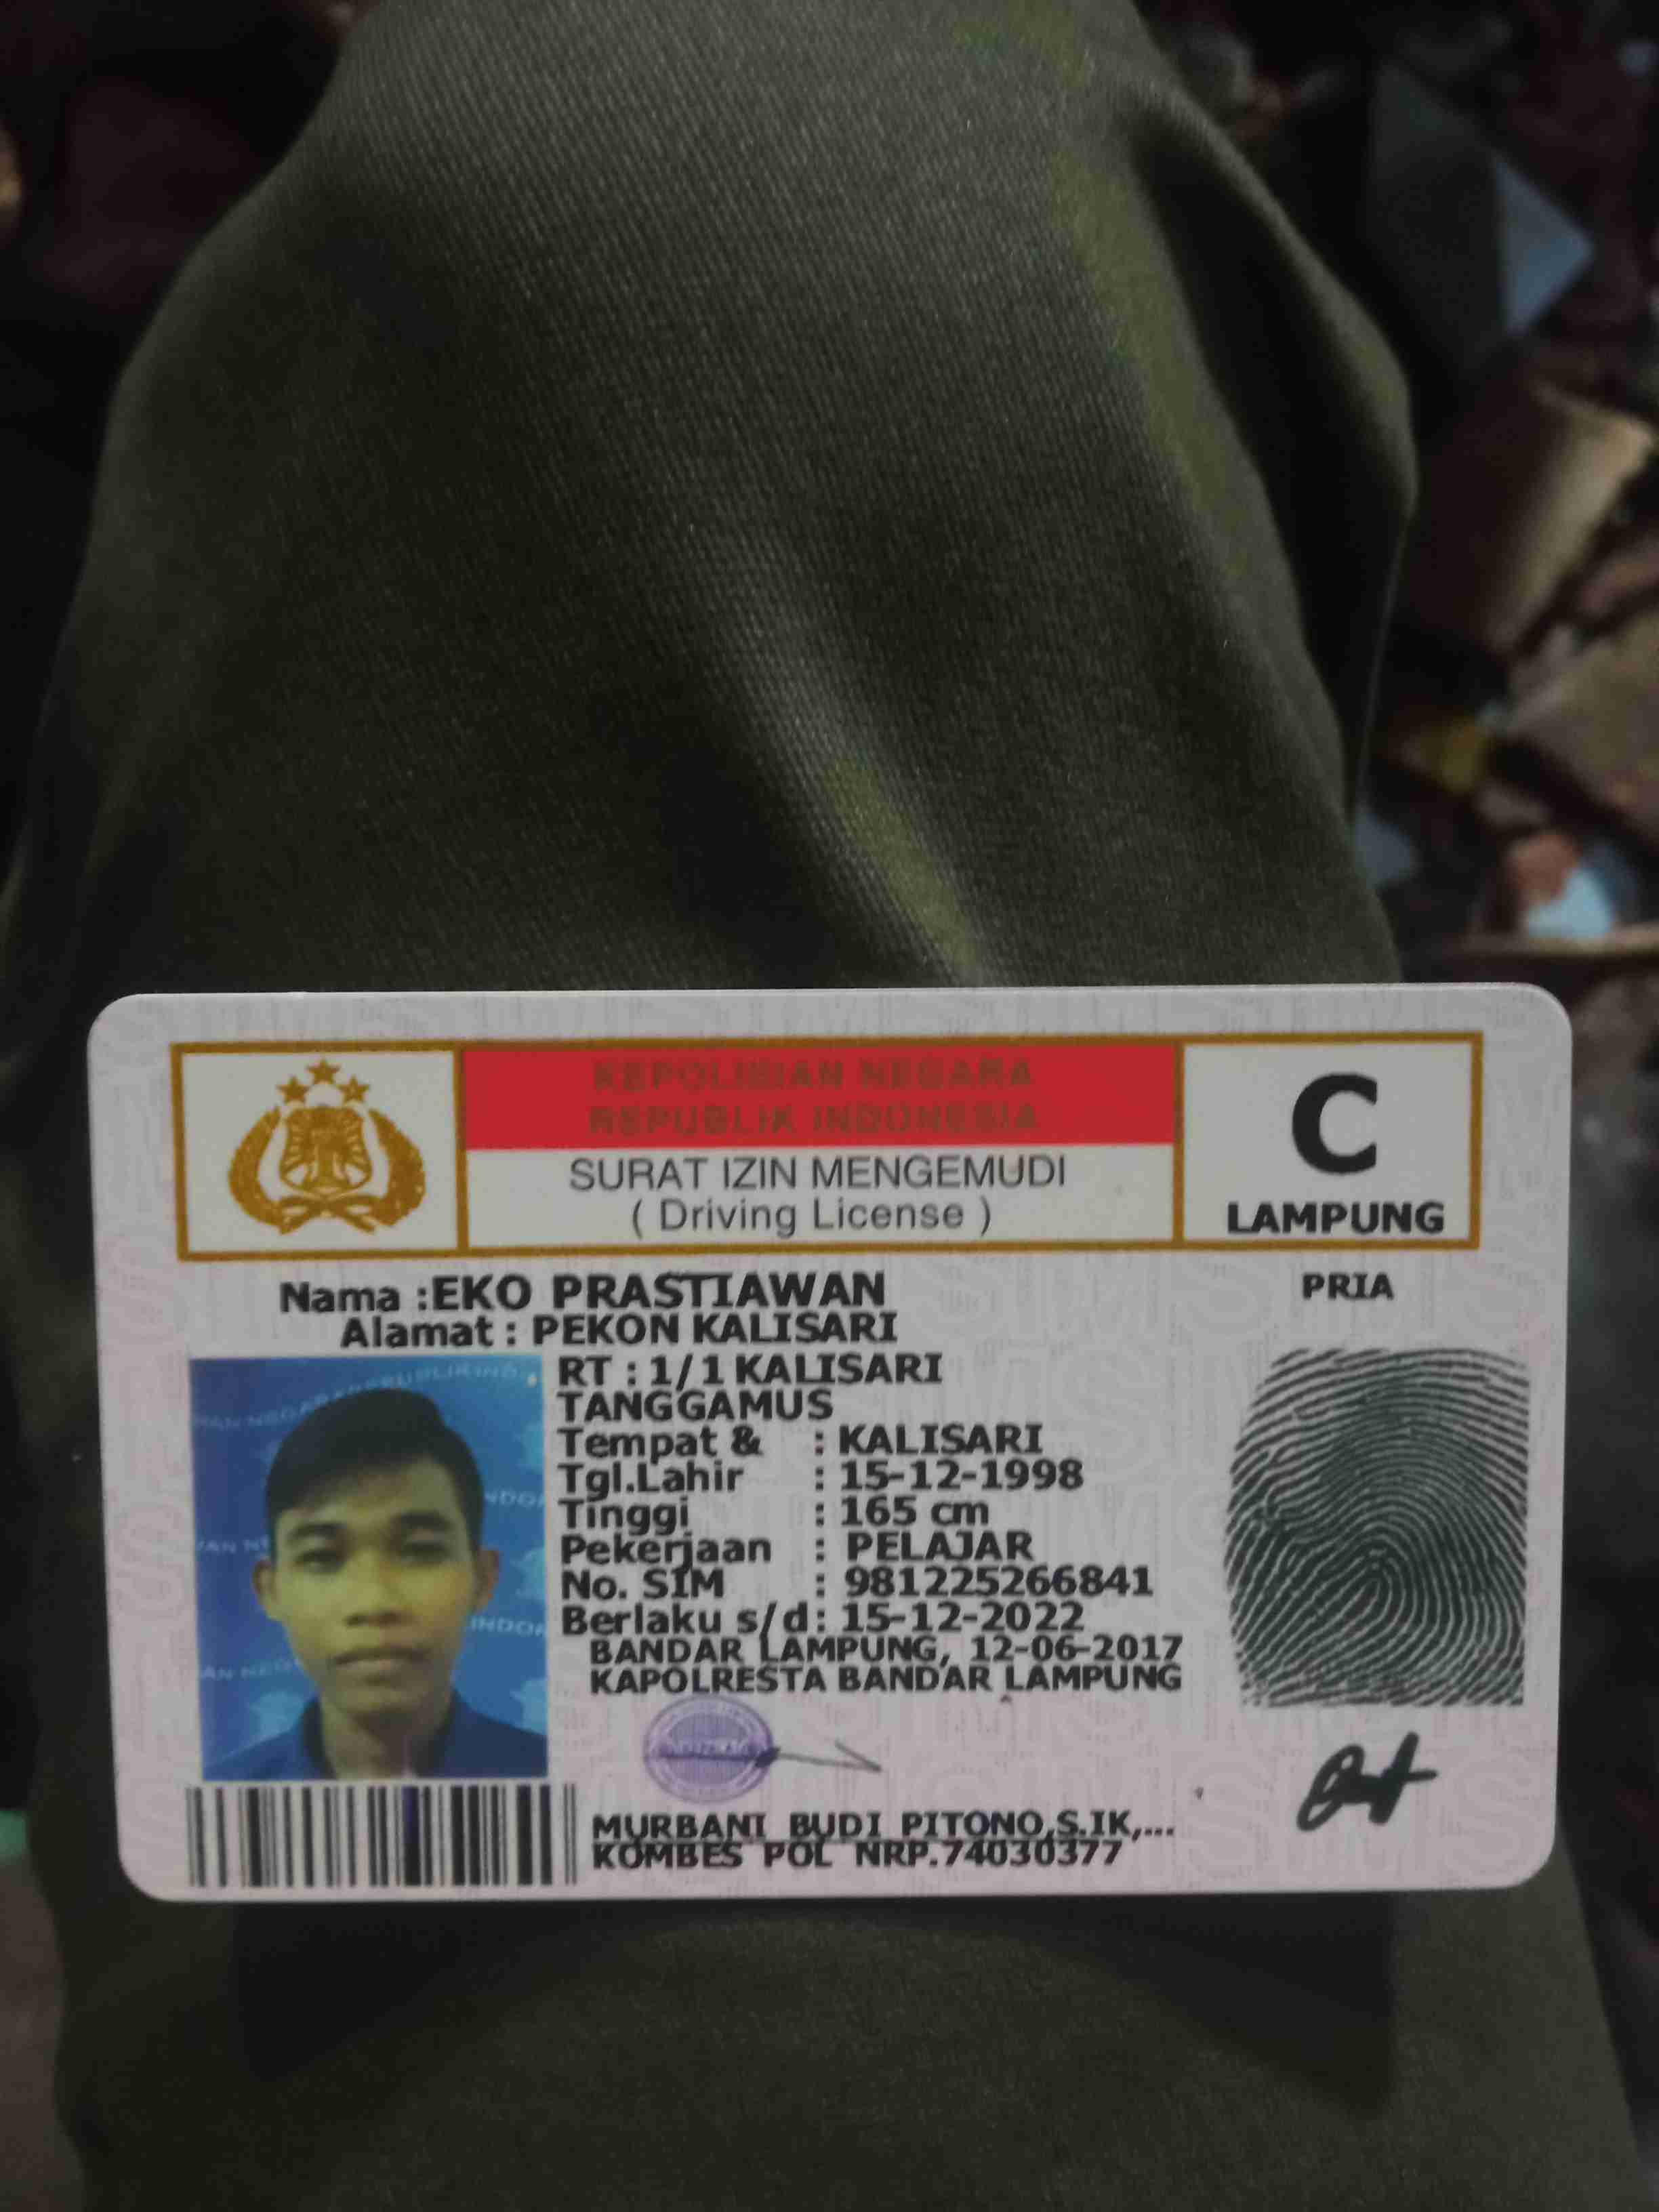 KEPOLISIAN NEGARA
REPUBLIK INDONESIA
SURAT IZIN MENGEMUDI
( Driving License )
C
LAMPUNG
Nama :EKO PRASTIAWAN
PRIA
Alamat : PEKON KALISARI
RT : 1/1 KALISARI
TANGGAMUS
Tempat & : KALISARI
Tgl.Lahir : 15-12-1998
Tinggi : 165 cm
Pekerjaan : PELAJAR
No. SIM : 981225266841
Berlaku s/d: 15-12-2022
BANDAR LAMPUNG, 12-06-2017
KAPOLRESTA BANDAR LAMPUNG
MURBANI BUDI PITONO,S.IK,...
KOMBES POL NRP.74030377